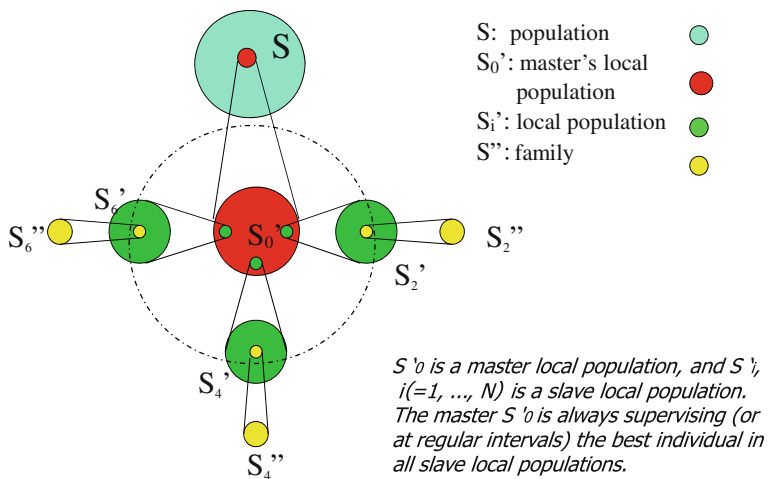 S
S: population
S₀’: master's local
population
Sᵢ’: local population
S”: family
S₆’
S₀’
S₆”
S₂”
S₂’
S₄’
S₄”
S ‘₀ is a master local population, and S ‘ᵢ,
i(=1, ..., N) is a slave local population.
The master S ‘₀ is always supervising (or
at regular intervals) the best individual in
all slave local populations.